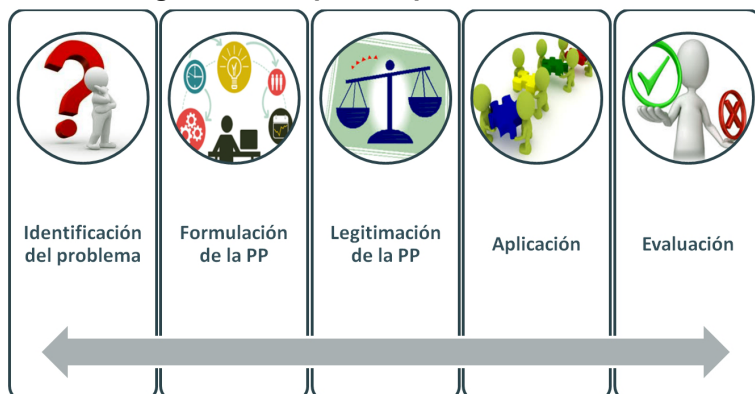 Identificación
del problema
Formulación
de la PP
Legitimación
de la PP
Aplicación
Evaluación